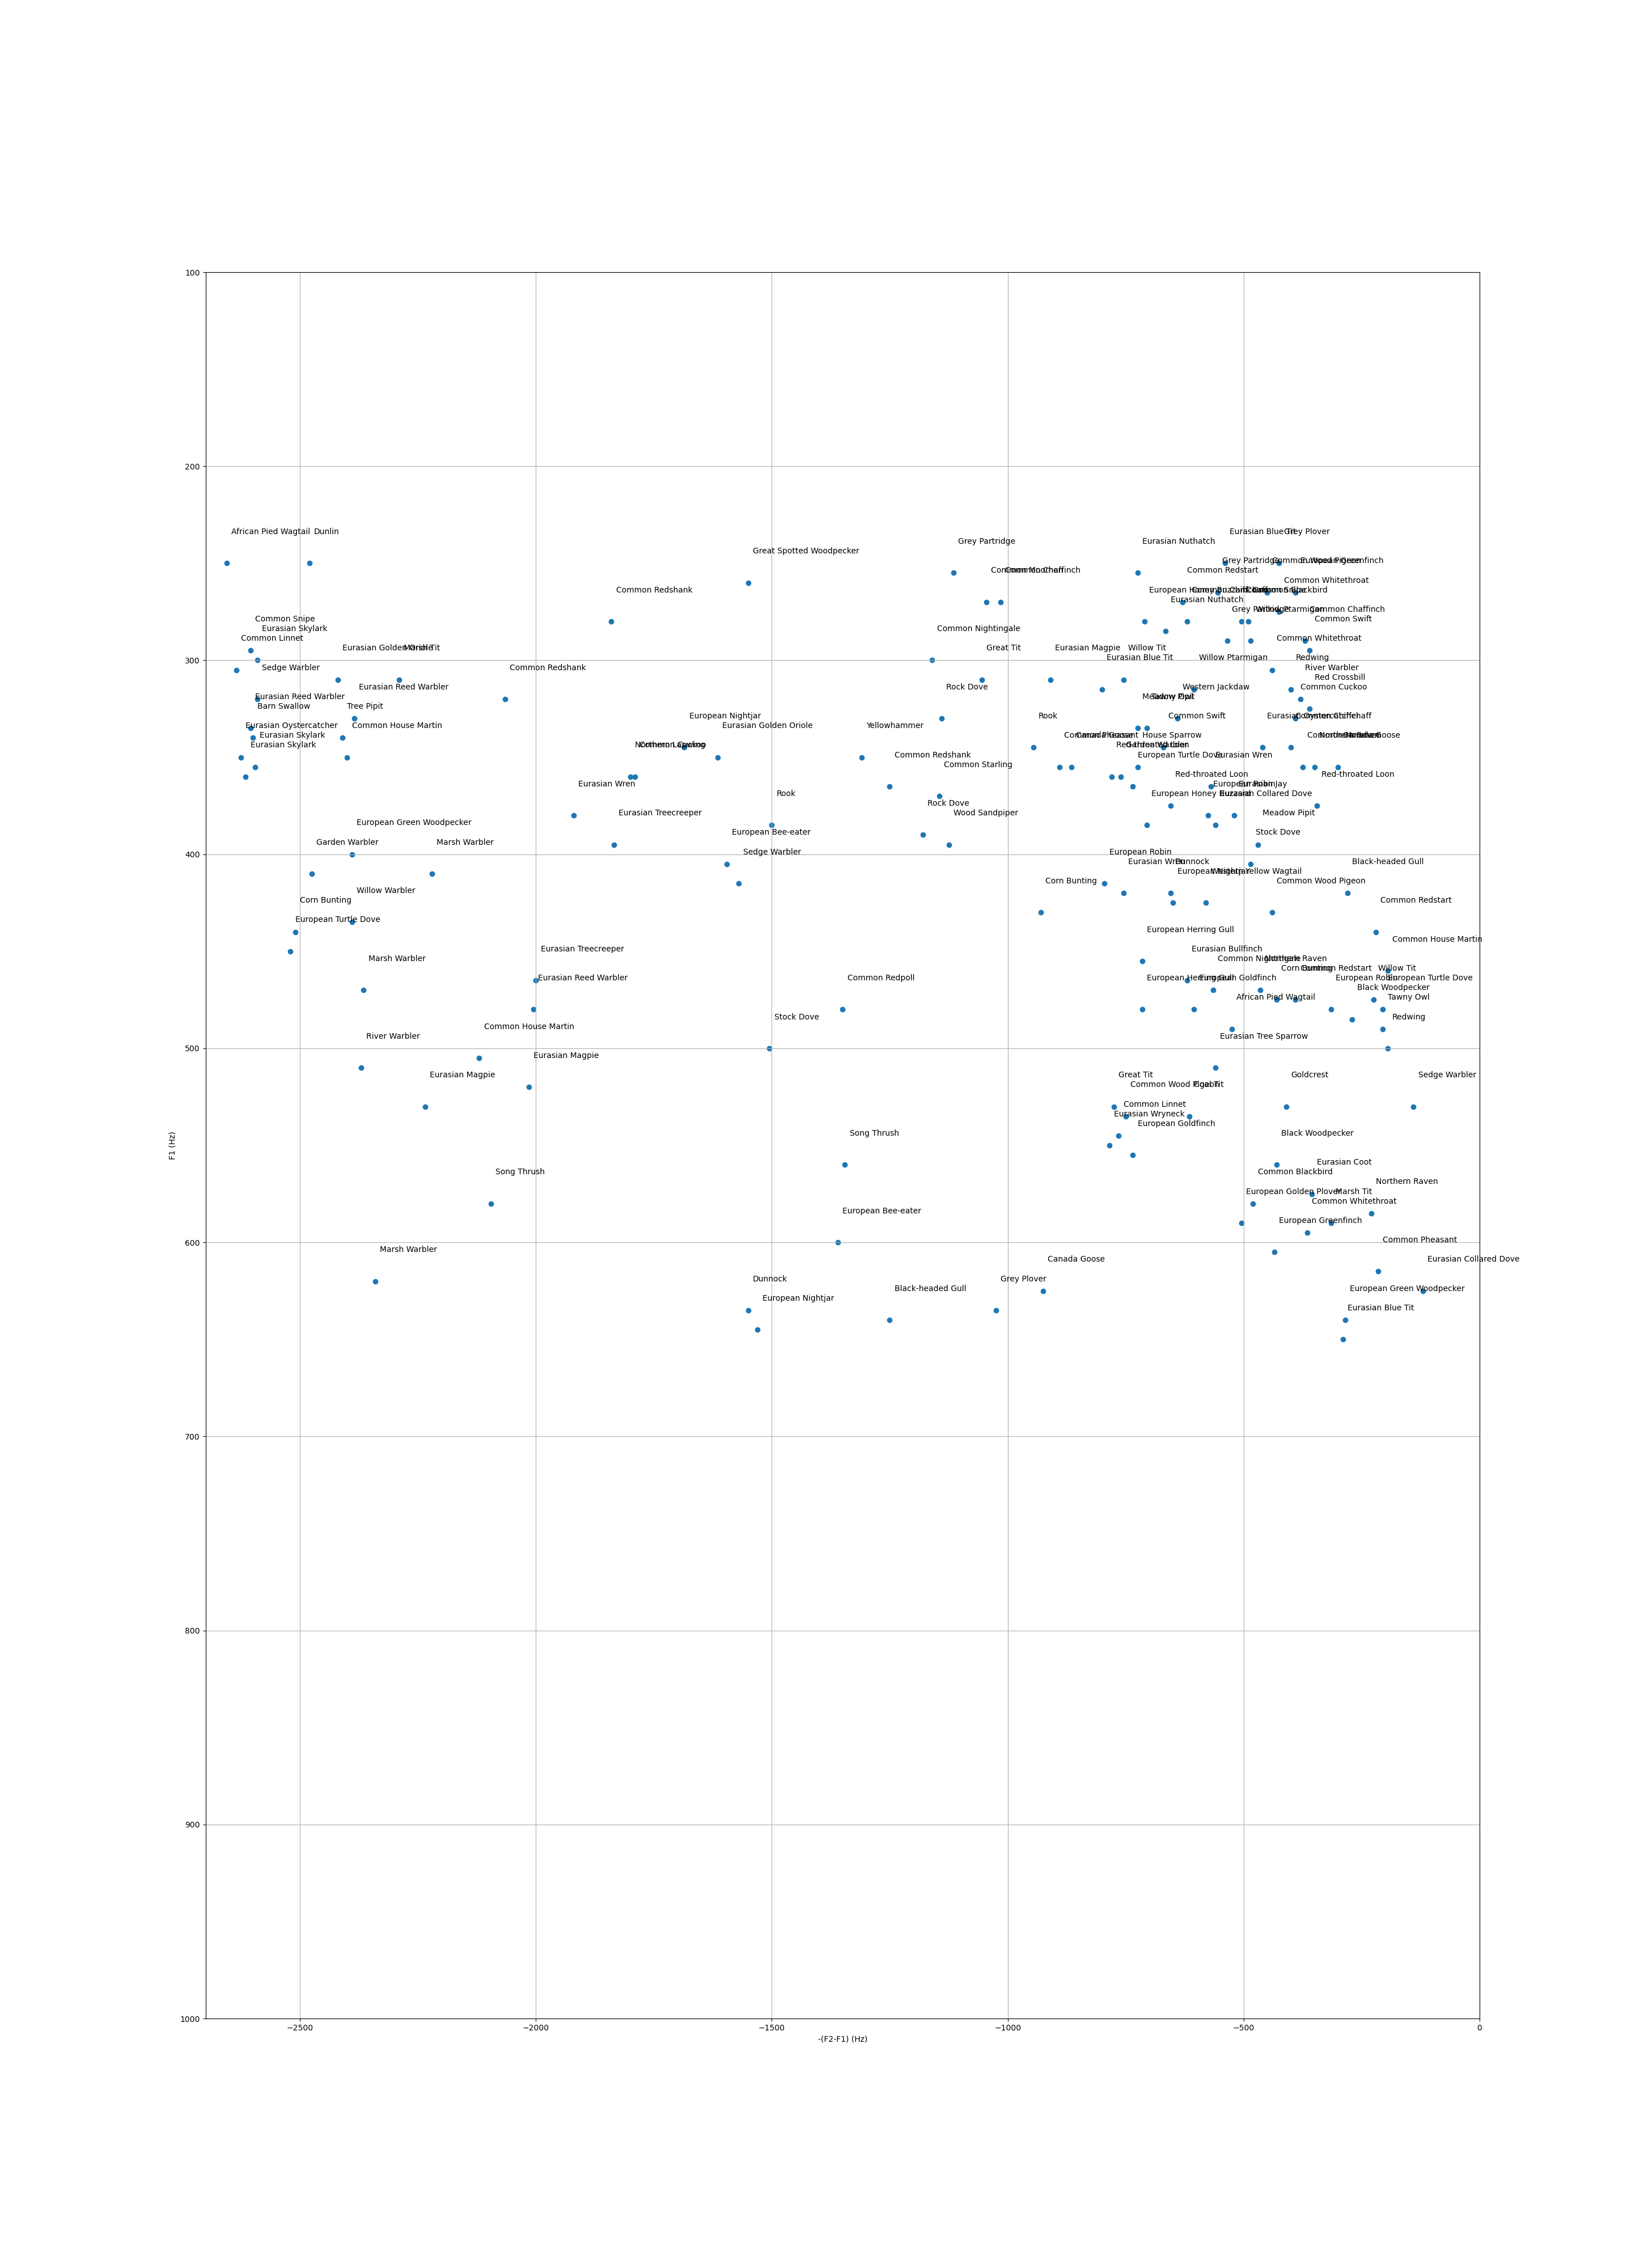 100
200
African Pied Wagtail
Dunlin
Eurasian Blue Tit
Grey Plover
Grey Partridge
Eurasian Nuthatch
Great Spotted Woodpecker
Grey Partridge
Common Wood Pigeon
European Greenfinch
Common Moorhen
Common Chaffinch
Common Redstart
Common Whitethroat
Common Redshank
European Honey Buzzard
Common Snipe
Common Blackbird
Eurasian Nuthatch
Grey Partridge
Willow Ptarmigan
Common Chaffinch
Common Snipe
Common Swift
Eurasian Skylark
Common Nightingale
Common Linnet
Common Whitethroat
Eurasian Golden Oriole
Marsh Tit
Great Tit
Eurasian Magpie
Willow Tit
300
Eurasian Blue Tit
Willow Ptarmigan
Redwing
Sedge Warbler
Common Redshank
River Warbler
Red Crossbill
Eurasian Reed Warbler
Rock Dove
Western Jackdaw
Common Cuckoo
Eurasian Reed Warbler
Meadow Pipit
Tawny Owl
Barn Swallow
Tree Pipit
European Nightjar
Rook
Common Swift
Eurasian Oystercatcher
Common Chiffchaff
Eurasian Oystercatcher
Common House Martin
Eurasian Golden Oriole
Yellowhammer
Eurasian Skylark
Common Pheasant
Canada Goose
House Sparrow
Eurasian Skylark
Northern Lapwing
Common Cuckoo
Red-throated Loon
Garden Warbler
Common Redshank
European Turtle Dove
Eurasian Wren
Common Starling
Red-throated Loon
Red-throated Loon
Eurasian Wren
European Robin
Eurasian Jay
Rook
European Honey Buzzard
Eurasian Collared Dove
Rock Dove
Eurasian Treecreeper
Wood Sandpiper
Meadow Pipit
European Green Woodpecker
European Bee-eater
Stock Dove
Garden Warbler
Marsh Warbler
400
Sedge Warbler
European Robin
Eurasian Wren
Dunnock
Black-headed Gull
European Nightjar
Western Yellow Wagtail
Corn Bunting
Common Wood Pigeon
Willow Warbler
Corn Bunting
Common Redstart
European Turtle Dove
European Herring Gull
Common House Martin
Eurasian Treecreeper
Eurasian Bullfinch
Marsh Warbler
Common Nightingale
Northern Raven
Corn Bunting
Common Redstart
Willow Tit
Eurasian Reed Warbler
Common Redpoll
European Herring Gull
European Goldfinch
European Robin
European Turtle Dove
Black Woodpecker
African Pied Wagtail
Tawny Owl
Stock Dove
Redwing
Common House Martin
River Warbler
Eurasian Tree Sparrow
500
Eurasian Magpie
Eurasian Magpie
Great Tit
Goldcrest
Sedge Warbler
Common Wood Pigeon
Coal Tit
Common Linnet
Eurasian Wryneck
European Goldfinch
Song Thrush
Black Woodpecker
F1 (Hz)
Eurasian Coot
Song Thrush
Common Blackbird
Northern Raven
European Golden Plover
Marsh Tit
Common Whitethroat
European Bee-eater
European Greenfinch
600
Common Pheasant
Marsh Warbler
Canada Goose
Eurasian Collared Dove
Dunnock
Grey Plover
Black-headed Gull
European Green Woodpecker
European Nightjar
Eurasian Blue Tit
700
800
900
1000
−2500
−2000
−1500
−1000
−500
0
-(F2-F1) (Hz)